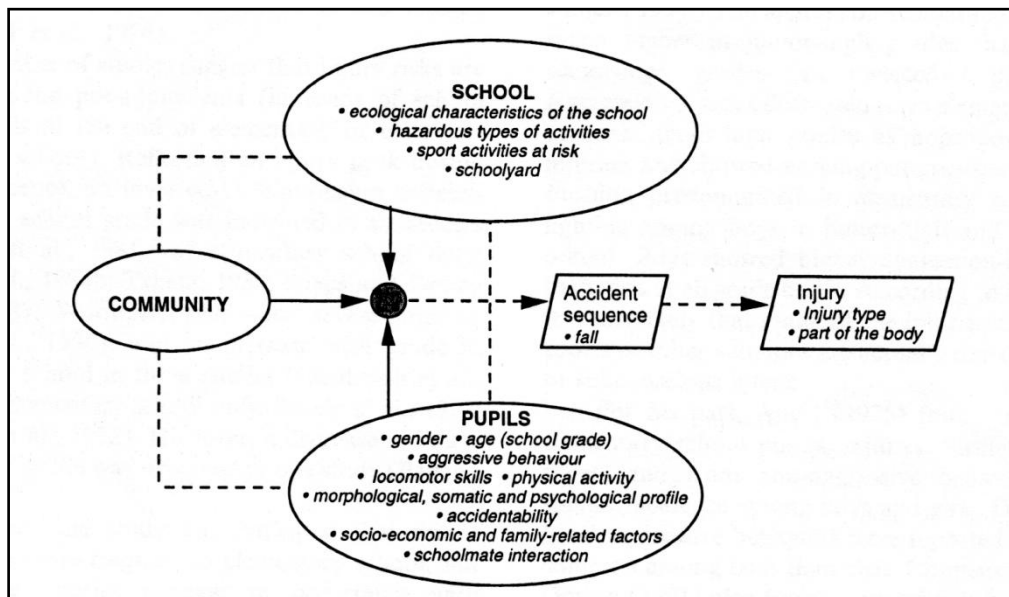 SCHOOL
ecological characteristics of the school
• hazardous types of activities
• sport activities at risk
• schoolyard
COMMUNITY
Accident
sequence
• fall
Injury
• Injury type
• part of the body
PUPILS
• gender • age (school grade)
• aggressive behaviour
• locomotor skills • physical activity
• morphological, somatic and psychological profile
• accidentability
• socio-economic and family-related factors
• schoolmate interaction